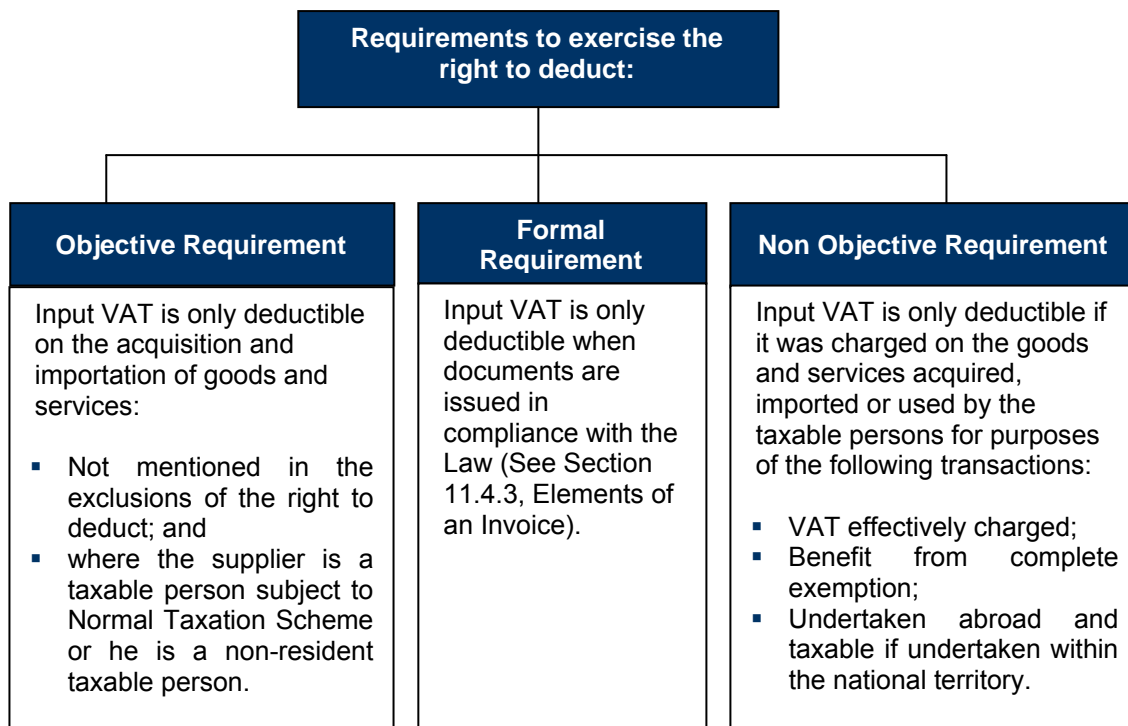 Requirements to exercise the
right to deduct:
Objective Requirement
Input VAT is only deductible
on the acquisition and
importation of goods and
services:
▪ Not mentioned in the
exclusions of the right to
deduct; and
▪ where the supplier is a
taxable person subject to
Normal Taxation Scheme
or he is a non-resident
taxable person.
Formal
Requirement
Input VAT is only
deductible when
documents are
issued in
compliance with the
Law (See Section
11.4.3, Elements of
an Invoice).
Non Objective Requirement
Input VAT is only deductible if
it was charged on the goods
and services acquired,
imported or used by the
taxable persons for purposes
of the following transactions:
▪ VAT effectively charged;
▪ Benefit from complete
exemption;
▪ Undertaken abroad and
taxable if undertaken within
the national territory.